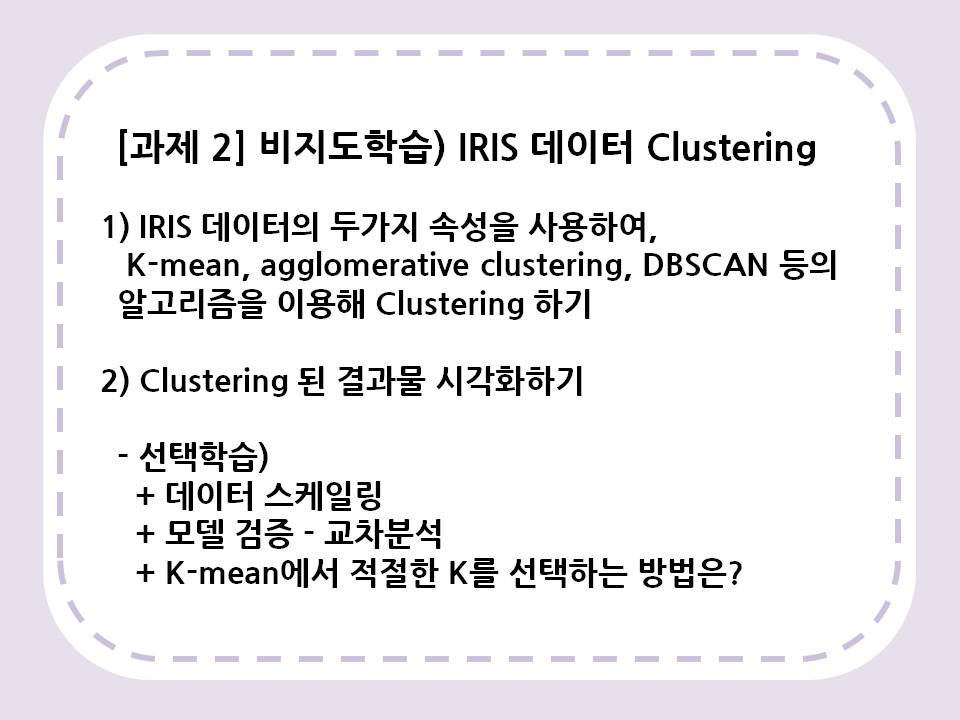 [과제 2] 비지도학습) IRIS 데이터 Clustering
1) IRIS 데이터의 두가지 속성을 사용하여,
K-mean, agglomerative clustering, DBSCAN 등의
알고리즘을 이용해 Clustering 하기
2) Clustering 된 결과물 시각화하기
- 선택학습)
+ 데이터 스케일링
+ 모델 검증 - 교차분석
+ K-mean에서 적절한 K를 선택하는 방법은?